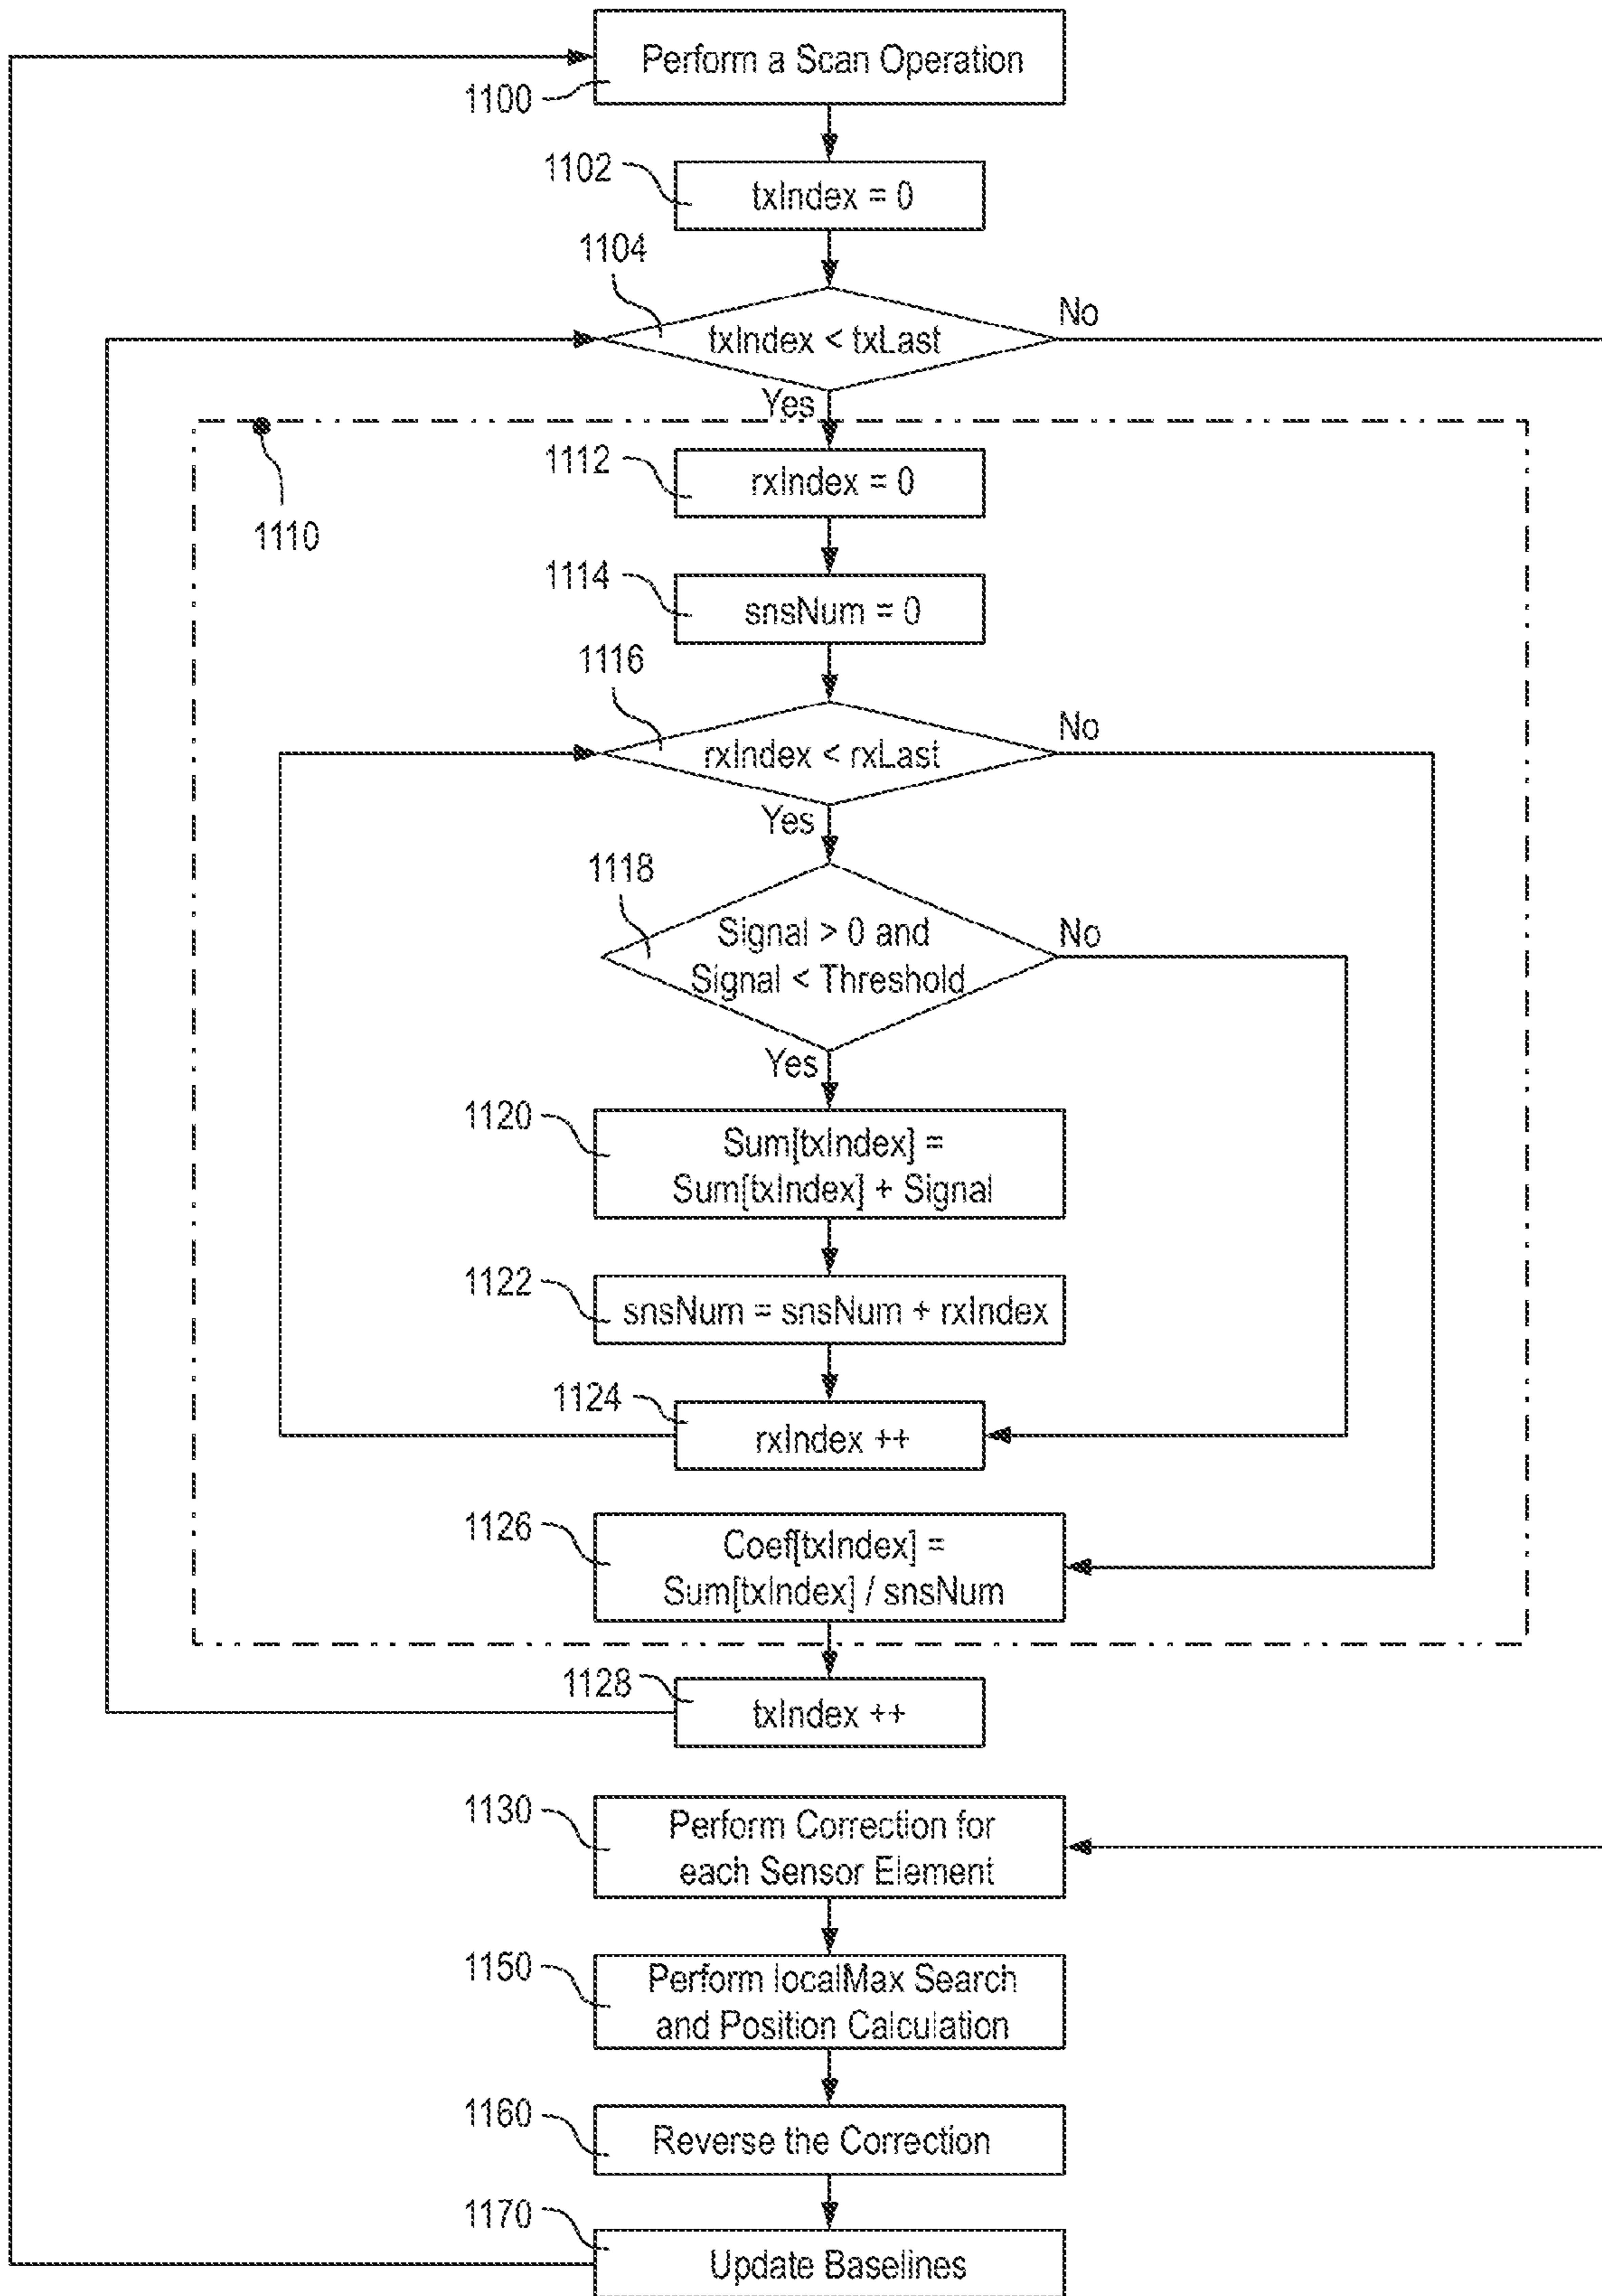 Perform a Scan Operation
1100
1102
txIndex = 0
1104
txIndex < txLast
No
Yes
1110
1112
rxIndex = 0
1114
snsNum = 0
1116
rxIndex < rxLast
No
Yes
1118
Signal > 0 and
Signal < Threshold
No
Yes
1120
Sum[txIndex] =
Sum[txIndex] + Signal
1122
snsNum = snsNum + rxIndex
1124
rxIndex ++
1126
Coef[txIndex] =
Sum[txIndex] / snsNum
1128
txIndex ++
1130
Perform Correction for
each Sensor Element
1150
Perform localMax Search
and Position Calculation
1160
Reverse the Correction
1170
Update Baselines